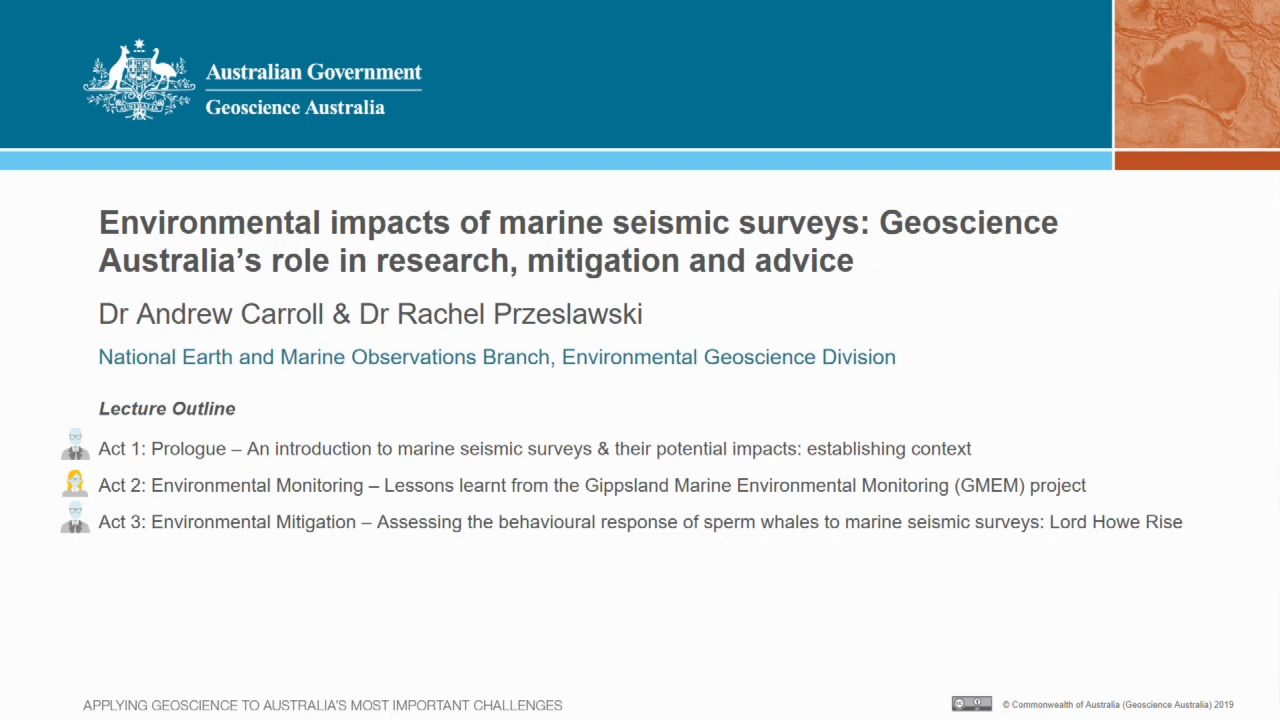 Australian Government
Geoscience Australia
Environmental impacts of marine seismic surveys: Geoscience
Australia’s role in research, mitigation and advice
Dr Andrew Carroll & Dr Rachel Przeslawski
National Earth and Marine Observations Branch, Environmental Geoscience Division
Lecture Outline
Act 1: Prologue – An introduction to marine seismic surveys & their potential impacts: establishing context
Act 2: Environmental Monitoring – Lessons learnt from the Gippsland Marine Environmental Monitoring (GMEM) project
Act 3: Environmental Mitigation – Assessing the behavioural response of sperm whales to marine seismic surveys: Lord Howe Rise
APPLYING GEOSCIENCE TO AUSTRALIA’S MOST IMPORTANT CHALLENGES
© Commonwealth of Australia (Geoscience Australia) 2019